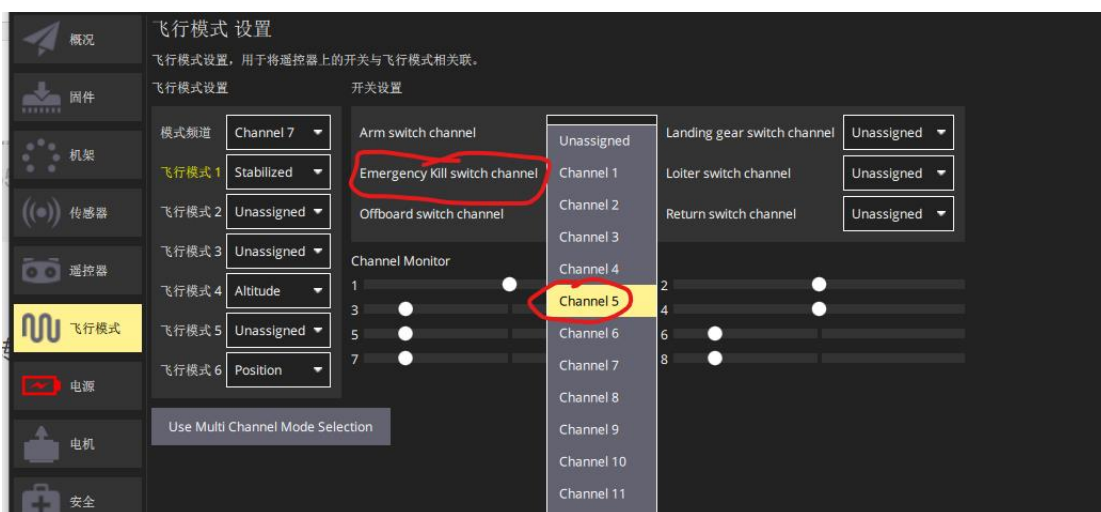 飞行模式 设置
飞行模式设置，用于将遥控器上的开关与飞行模式相关联。
概况
固件
机架
传感器
遥控器
飞行模式
电源
电机
安全
飞行模式设置
模式频道 Channel 7
飞行模式 1 Stabilized
飞行模式 2 Unassigned
飞行模式 3 Unassigned
飞行模式 4 Altitude
飞行模式 5 Unassigned
飞行模式 6 Position
Use Multi Channel Mode Selection
开关设置
Arm switch channel
Emergency Kill switch channel
Offboard switch channel
Unassigned
Channel 1
Channel 2
Channel 3
Channel 4
Channel 5
Channel 6
Channel 7
Channel 8
Channel 9
Channel 10
Channel 11
Landing gear switch channel Unassigned
Loiter switch channel Unassigned
Return switch channel Unassigned
Channel Monitor
1 2
3 4
5 6
7 8